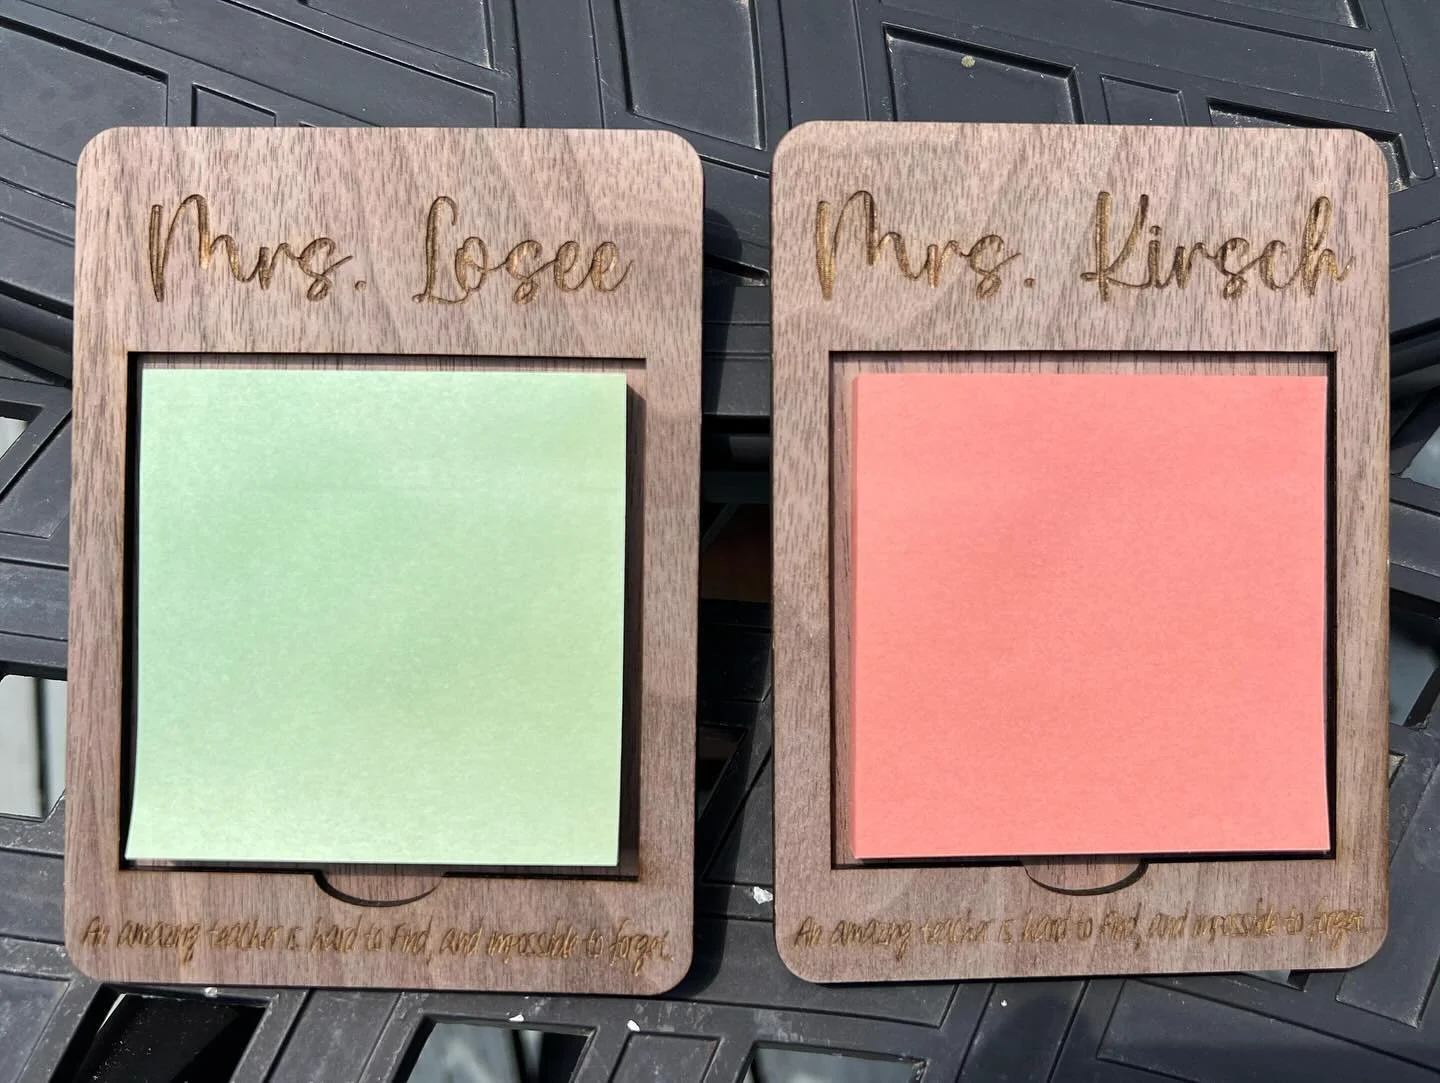 Mrs. Losee
An amazing teacher is hard to find, and impossible to forget.
Mrs. Kirsch
An amazing teacher is hard to find, and impossible to forget.